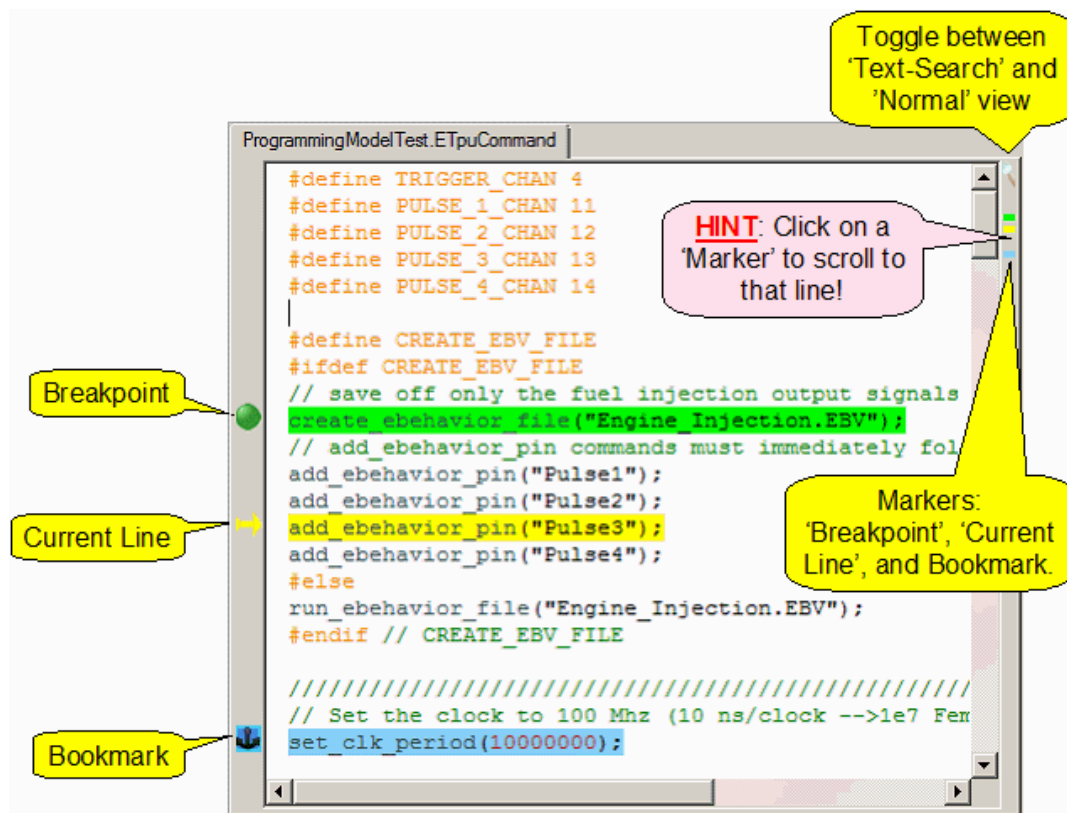 Toggle between
‘Text-Search’ and
’Normal’ view
ProgrammingModelTest.ETpuCommand
#define TRIGGER_CHAN 4
#define PULSE_1_CHAN 11
#define PULSE_2_CHAN 12
#define PULSE_3_CHAN 13
#define PULSE_4_CHAN 14
HINT: Click on a
‘Marker’ to scroll to
that line!
#define CREATE_EBV_FILE
#ifdef CREATE_EBV_FILE
// save off only the fuel injection output signals
Breakpoint
create_ebehavior_file("Engine_Injection.EBV");
// add_ebehavior_pin commands must immediately fol
add_ebehavior_pin("Pulse1");
add_ebehavior_pin("Pulse2");
Current Line
add_ebehavior_pin("Pulse3");
add_ebehavior_pin("Pulse4");
Markers:
‘Breakpoint’, ‘Current
Line’, and Bookmark.
#else
run_ebehavior_file("Engine_Injection.EBV");
#endif // CREATE_EBV_FILE
///////////////////////////////////////////////////
// Set the clock to 100 Mhz (10 ns/clock -->1e7 Fem
Bookmark
set_clk_period(10000000);